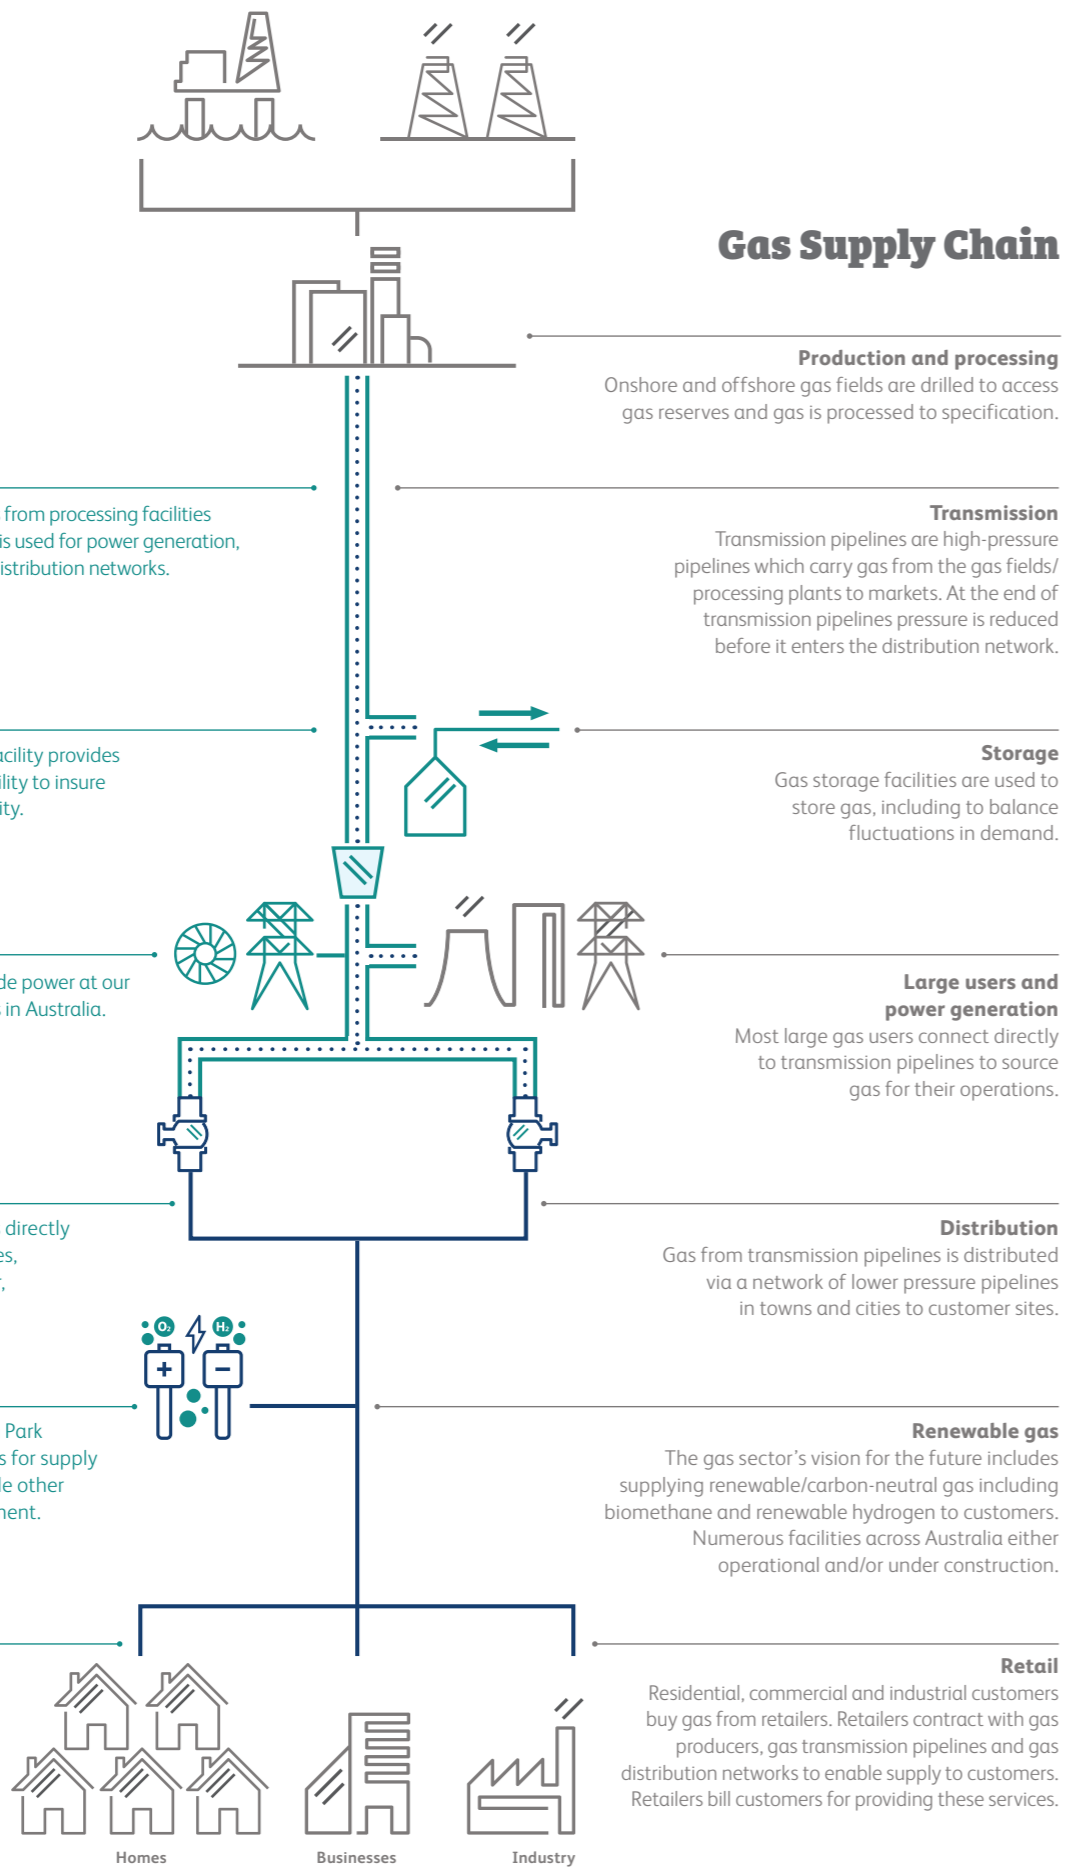 Gas Supply Chain
Production and processing
Onshore and offshore gas fields are drilled to access
gas reserves and gas is processed to specification.
from processing facilities
is used for power generation,
istribution networks.
Transmission
Transmission pipelines are high-pressure
pipelines which carry gas from the gas fields/
processing plants to markets. At the end of
transmission pipelines pressure is reduced
before it enters the distribution network.
acility provides
ility to insure
ity.
Storage
Gas storage facilities are used to
store gas, including to balance
fluctuations in demand.
de power at our
in Australia.
Large users and
power generation
Most large gas users connect directly
to transmission pipelines to source
gas for their operations.
directly
es,
,
Distribution
Gas from transmission pipelines is distributed
via a network of lower pressure pipelines
in towns and cities to customer sites.
O₂ H₂
+ −
Park
s for supply
le other
ment.
Renewable gas
The gas sector’s vision for the future includes
supplying renewable/carbon-neutral gas including
biomethane and renewable hydrogen to customers.
Numerous facilities across Australia either
operational and/or under construction.
Retail
Residential, commercial and industrial customers
buy gas from retailers. Retailers contract with gas
producers, gas transmission pipelines and gas
distribution networks to enable supply to customers.
Retailers bill customers for providing these services.
Homes
Businesses
Industry